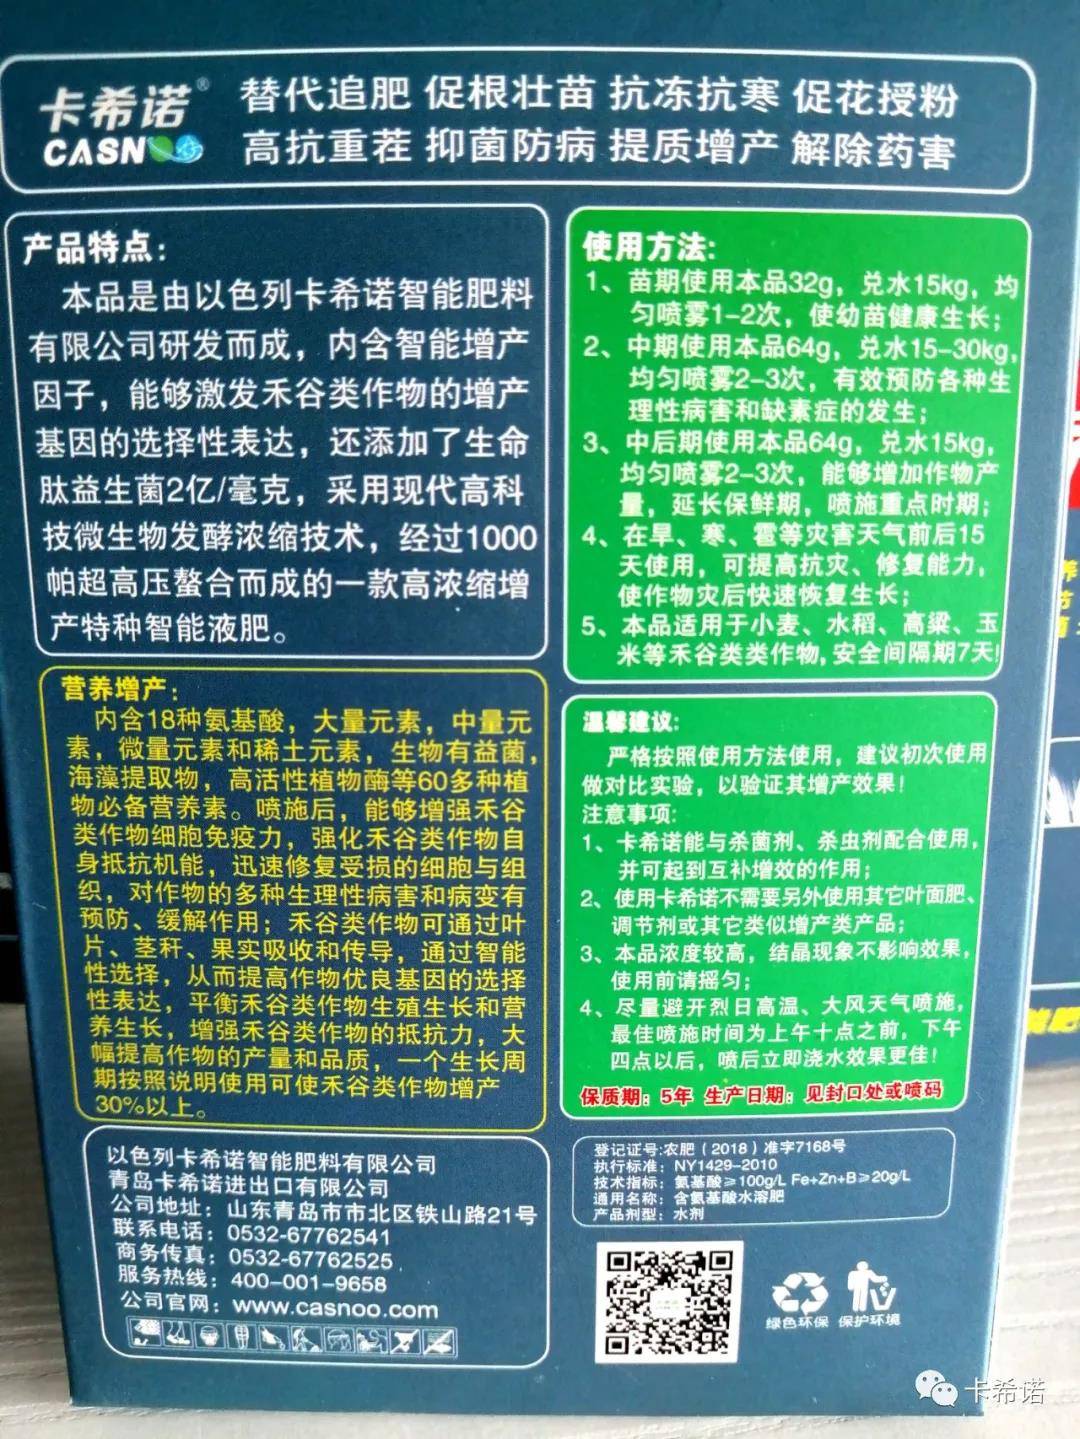 卡希诺®
CASNOO
替代追肥 促根壮苗 抗冻抗寒 促花授粉
高抗重茬 抑菌防病 提质增产 解除药害
产品特点：
本品是由以色列卡希诺智能肥料
有限公司研发而成，内含智能增产
因子，能够激发禾谷类作物的增产
基因的选择性表达，还添加了生命
肽益生菌2亿/毫克，采用现代高科
技微生物发酵浓缩技术，经过1000
帕超高压螯合而成的一款高浓缩增
产特种智能液肥。
营养增产：
内含18种氨基酸，大量元素，中量元
素，微量元素和稀土元素，生物有益菌，
海藻提取物，高活性植物酶等60多种植
物必备营养素。喷施后，能够增强禾谷
类作物细胞免疫力，强化禾谷类作物自
身抵抗机能，迅速修复受损的细胞与组
织，对作物的多种生理性病害和病变有
预防、缓解作用；禾谷类作物可通过叶
片、茎秆、果实吸收和传导，通过智能
性选择，从而提高作物优良基因的选择
性表达，平衡禾谷类作物生殖生长和营
养生长，增强禾谷类作物的抵抗力，大
幅提高作物的产量和品质，一个生长周
期按照说明使用可使禾谷类作物增产
30%以上。
以色列卡希诺智能肥料有限公司
青岛卡希诺进出口有限公司
公司地址：山东青岛市市北区铁山路21号
联系电话：0532-67762541
商务传真：0532-67762525
服务热线：400-001-9658
公司官网：www.casnoo.com
使用方法：
1、苗期使用本品32g，兑水15kg，均
匀喷雾1-2次，使幼苗健康生长；
2、中期使用本品64g，兑水15-30kg，
均匀喷雾2-3次，有效预防各种生
理性病害和缺素症的发生；
3、中后期使用本品64g，兑水15kg，
均匀喷雾2-3次，能够增加作物产
量，延长保鲜期，喷施重点时期；
4、在旱、寒、雹等灾害天气前后15
天使用，可提高抗灾、修复能力，
使作物灾后快速恢复生长；
5、本品适用于小麦、水稻、高粱、玉
米等禾谷类类作物，安全间隔期7天！
温馨建议：
严格按照使用方法使用，建议初次使用
做对比实验，以验证其增产效果！
注意事项：
1、卡希诺能与杀菌剂、杀虫剂配合使用，
并可起到互补增效的作用；
2、使用卡希诺不需要另外使用其它叶面肥、
调节剂或其它类似增产类产品；
3、本品浓度较高，结晶现象不影响效果，
使用前请摇匀；
4、尽量避开烈日高温、大风天气喷施，
最佳喷施时间为上午十点之前，下午
四点以后，喷后立即浇水效果更佳！
保质期：5年 生产日期：见封口处或喷码
登记证号:农肥（2018）准字7168号
执行标准：NY1429-2010
技术指标：氨基酸≥100g/L Fe+Zn+B≥20g/L
通用名称：含氨基酸水溶肥
产品剂型：水剂
绿色环保 保护环境
卡希诺